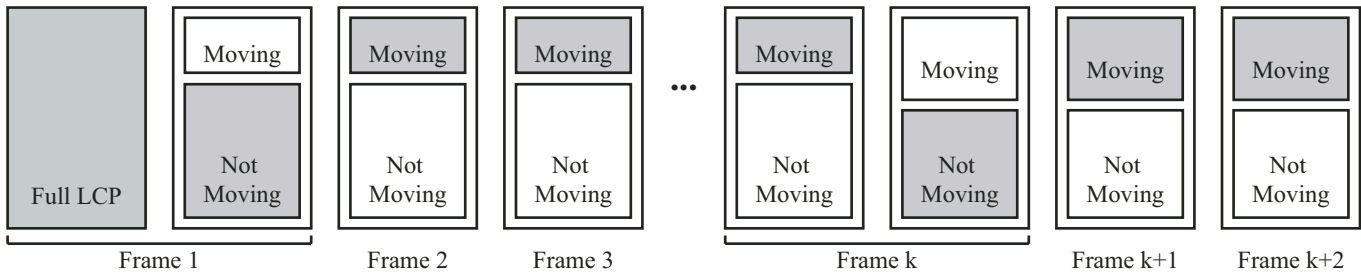 Full LCP
Moving
Not
Moving
Moving
Not
Moving
Moving
Not
Moving
...
Moving
Not
Moving
Moving
Not
Moving
Moving
Not
Moving
Moving
Not
Moving
Frame 1
Frame 2
Frame 3
Frame k
Frame k+1
Frame k+2